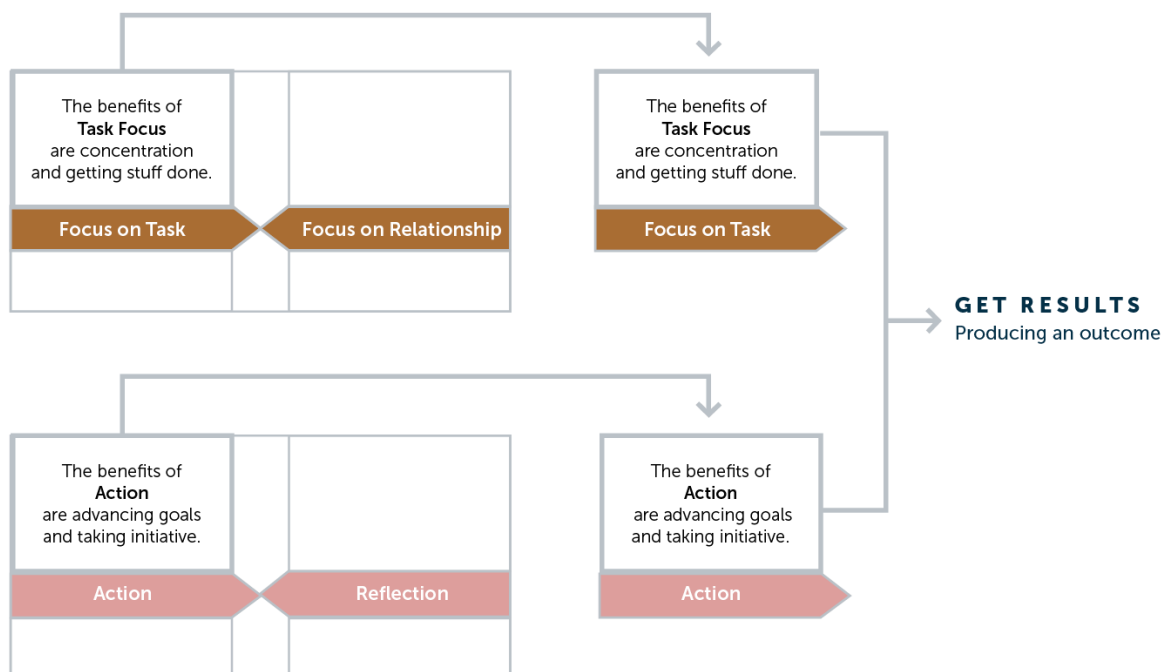 The benefits of
Task Focus
are concentration
and getting stuff done.
Focus on Task
Focus on Relationship
The benefits of
Task Focus
are concentration
and getting stuff done.
Focus on Task
GET RESULTS
Producing an outcome
The benefits of
Action
are advancing goals
and taking initiative.
Action
Reflection
The benefits of
Action
are advancing goals
and taking initiative.
Action